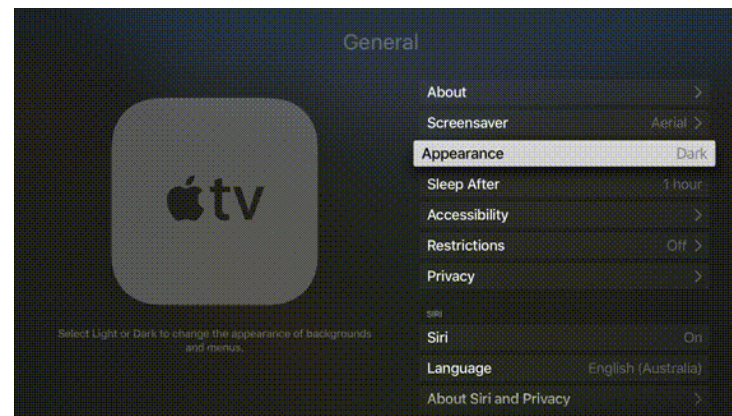 General
tv
About
Screensaver Aerial
Appearance Dark
Sleep After 1 hour
Accessibility
Restrictions Off
Privacy
SIRI
Siri On
Language English (Australia)
About Siri and Privacy
Select Light or Dark to change the appearance of backgrounds
and menus.